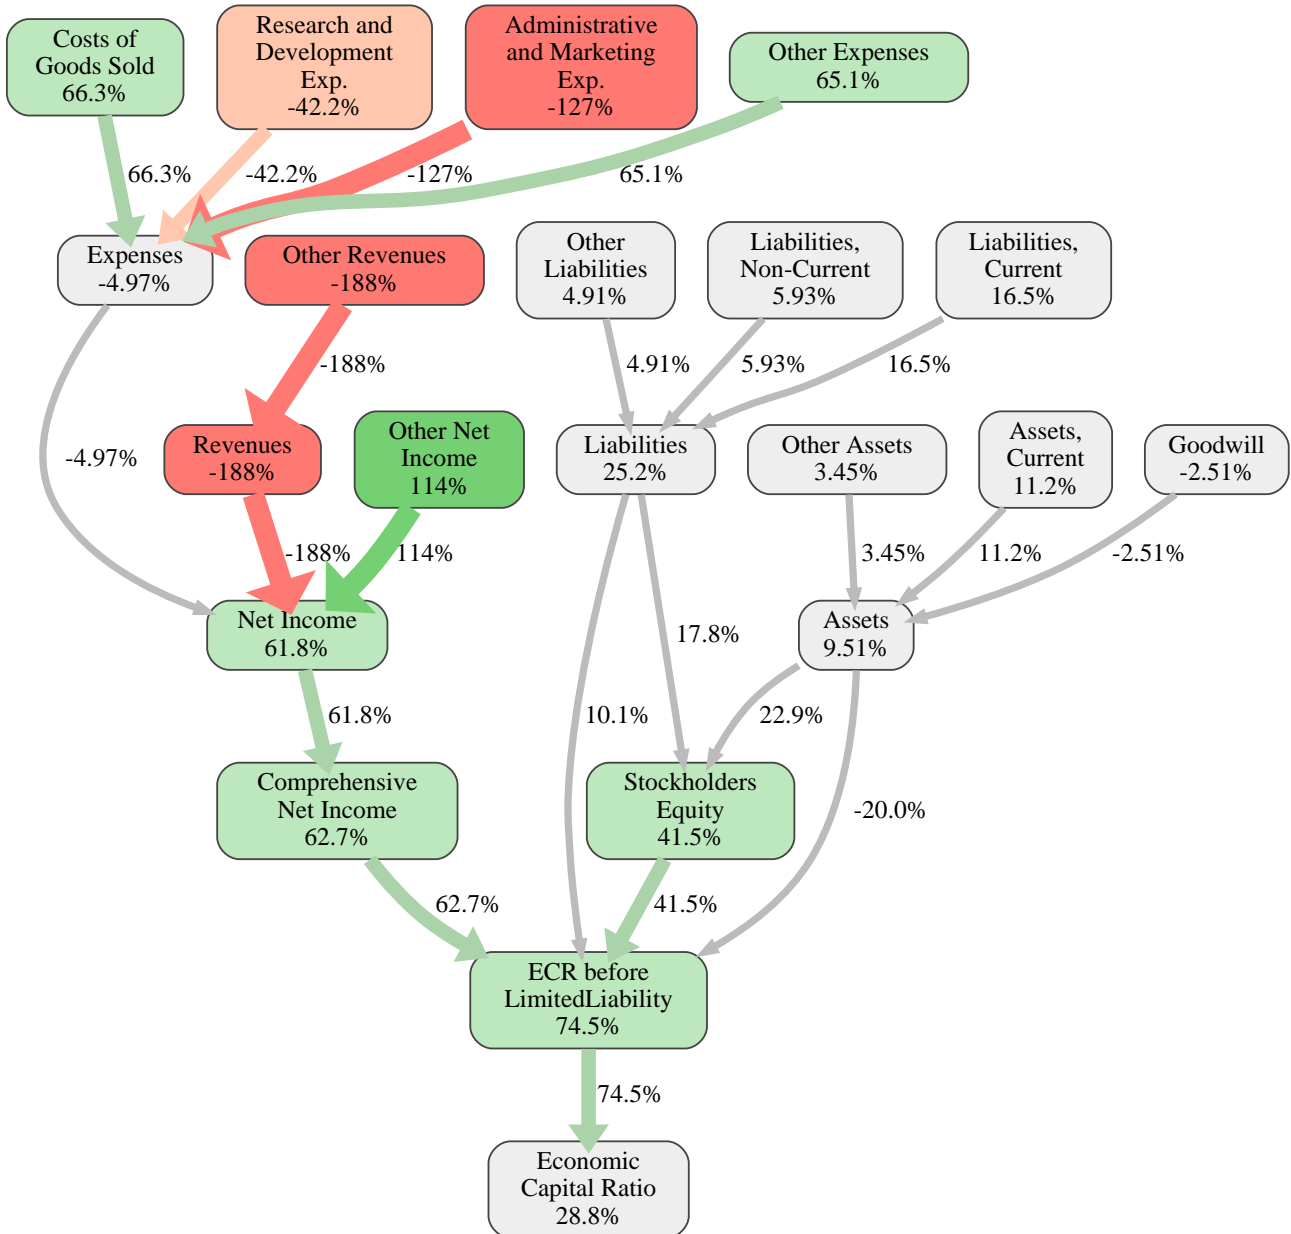 Costs of
Goods Sold
66.3%
Research and
Development
Exp.
-42.2%
Administrative
and Marketing
Exp.
-127%
Other Expenses
65.1%
66.3%
-42.2%
-127%
65.1%
Expenses
-4.97%
Other Revenues
-188%
Other
Liabilities
4.91%
Liabilities,
Non-Current
5.93%
Liabilities,
Current
16.5%
-188%
4.91%
5.93%
16.5%
-4.97%
Revenues
-188%
Other Net
Income
114%
Liabilities
25.2%
Other Assets
3.45%
Assets,
Current
11.2%
Goodwill
-2.51%
-188%
114%
3.45%
11.2%
-2.51%
Net Income
61.8%
17.8%
Assets
9.51%
61.8%
10.1%
22.9%
Comprehensive
Net Income
62.7%
Stockholders
Equity
41.5%
-20.0%
62.7%
41.5%
ECR before
LimitedLiability
74.5%
74.5%
Economic
Capital Ratio
28.8%